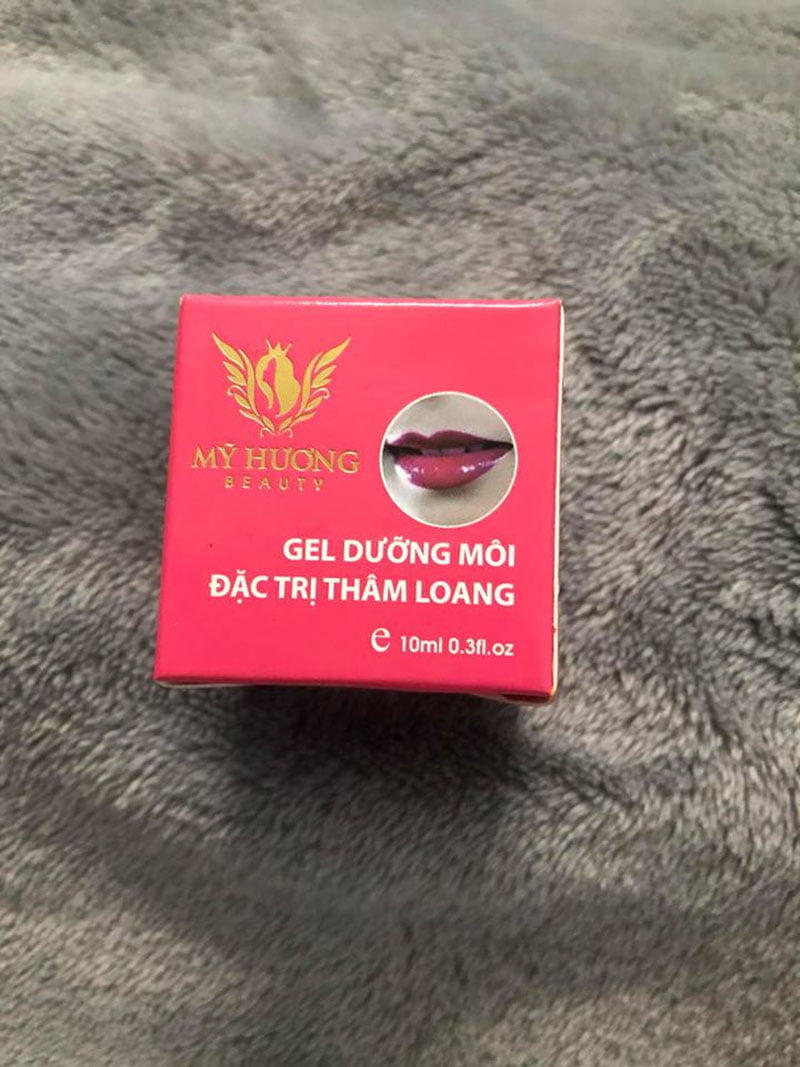 MỸ HƯƠNG
BEAUTY
GEL DƯỠNG MÔI
ĐẶC TRỊ THÂM LOANG
e 10ml 0.3fl.oz